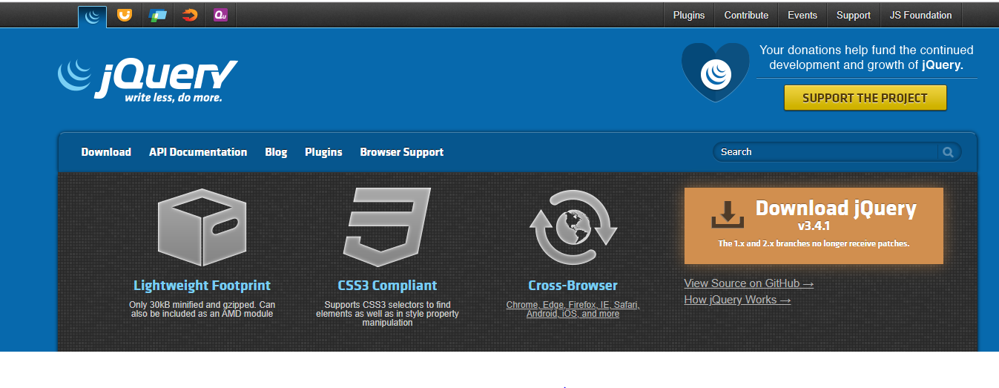 Plugins
Contribute
Events
Support
JS Foundation
jQuery
write less, do more.
Your donations help fund the continued
development and growth of jQuery.
SUPPORT THE PROJECT
Download
API Documentation
Blog
Plugins
Browser Support
Search
Lightweight Footprint
Only 30kB minified and gzipped. Can
also be included as an AMD module
CSS3 Compliant
Supports CSS3 selectors to find
elements as well as in style property
manipulation
Cross-Browser
Chrome, Edge, Firefox, IE, Safari,
Android, iOS, and more
Download jQuery
v3.4.1
The 1.x and 2.x branches no longer receive patches.
View Source on GitHub →
How jQuery Works →
Qu